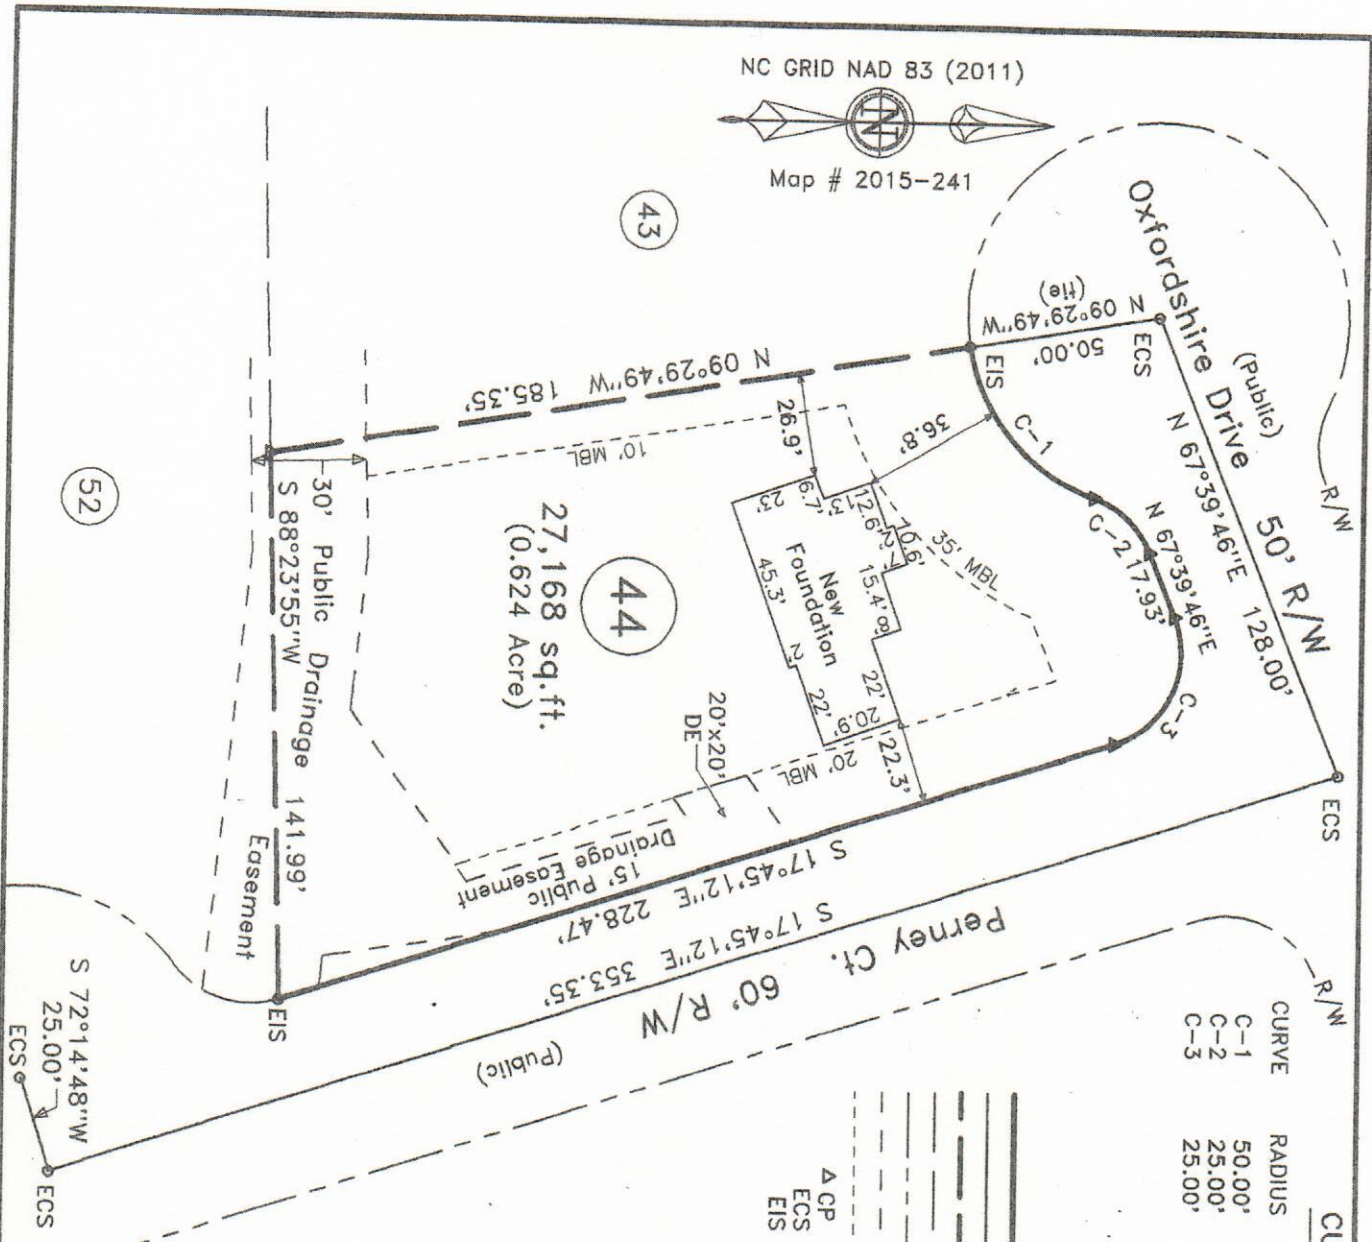 NC GRID NAD 83 (2011)
N
Map # 2015-241
43
Oxfordshire Drive 50' R/W
(Public)
R/W
N 09°29'49"W
(tie)
50.00'
ECS
EIS
N 67°39'46"E 128.00'
C-1
C-2
N 67°39'46"E
17.93'
C-3
ECS
N 09°29'49"W 185.35'
10' MBL
26.9'
36.8'
35' MBL
23'
6.7'
13'
12.6'
10.6'
15.4'
8'
22'
20.9'
22'
2'
45.3'
22.3'
New
Foundation
44
27,168 sq.ft.
(0.624 Acre)
20'x20'
DE
20' MBL
15' Public
Drainage Easement
S 17°45'12"E 228.47'
S 17°45'12"E 353.35'
Perney Ct. 60' R/W
(Public)
R/W
52
30' Public Drainage
Easement
S 88°23'55"W 141.99'
EIS
S 72°14'48"W
25.00'
ECS
ECS
CURVE RADIUS
C-1 50.00'
C-2 25.00'
C-3 25.00'
CP
ECS
EIS